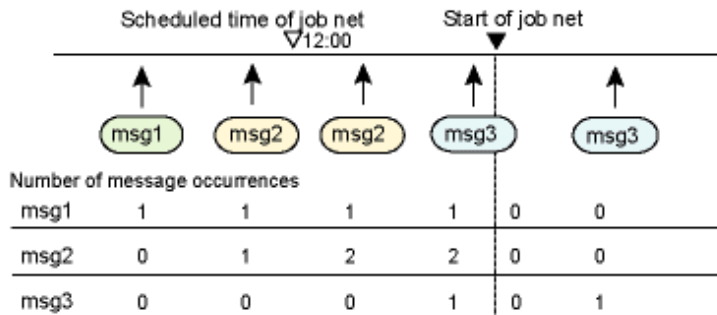 Scheduled time of job net Start of job net
12:00
msg1 msg2 msg2 msg3 msg3
Number of message occurrences
msg1 1 1 1 1 0 0
msg2 0 1 2 2 0 0
msg3 0 0 0 1 0 1